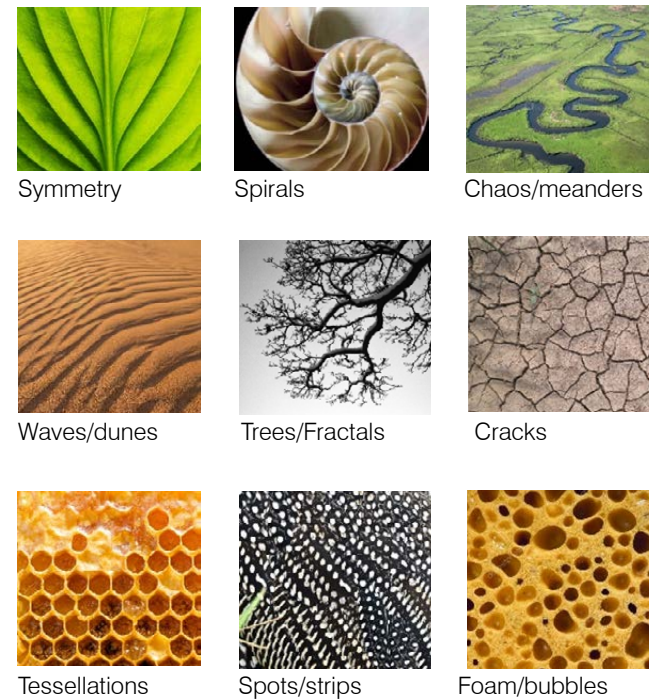 Symmetry
Spirals
Chaos/meanders
Waves/dunes
Trees/Fractals
Cracks
Tessellations
Spots/strips
Foam/bubbles